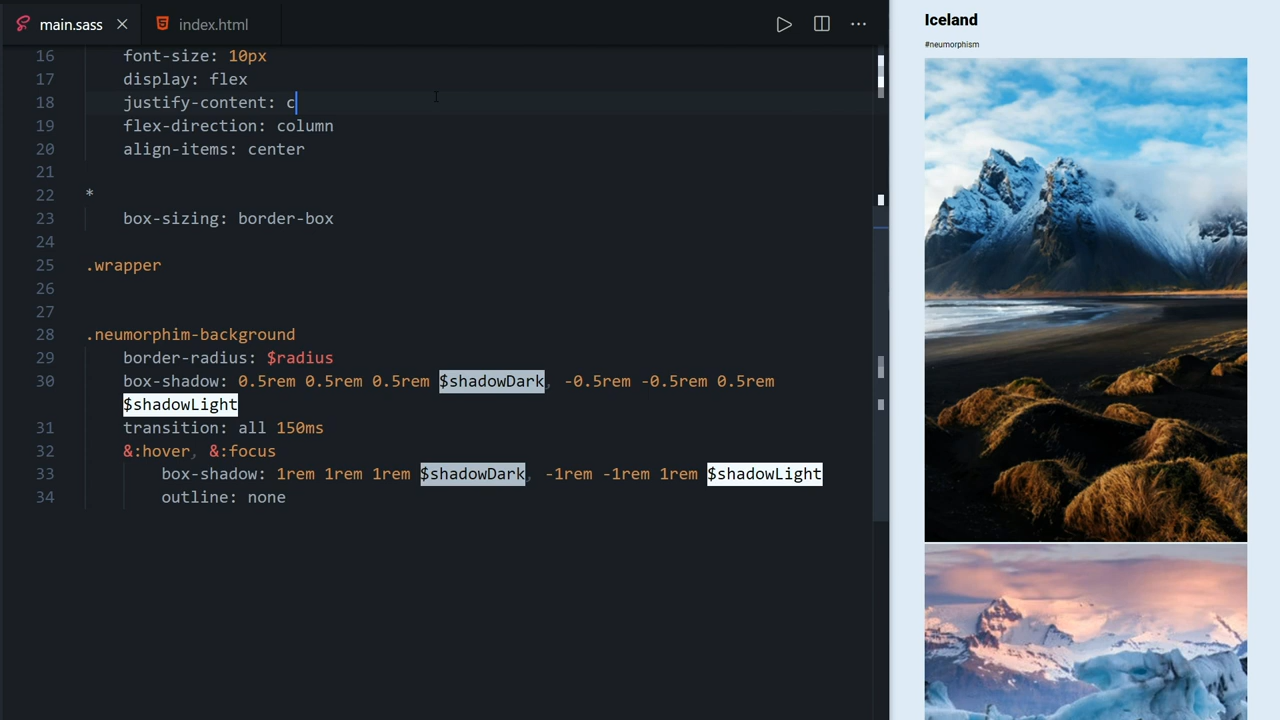 main.sass
index.html
16 font-size: 10px
17 display: flex
18 justify-content: c
19 flex-direction: column
20 align-items: center
21
22 *
23 box-sizing: border-box
24
25 .wrapper
26
27
28 .neumorphim-background
29 border-radius: $radius
30 box-shadow: 0.5rem 0.5rem 0.5rem $shadowDark, -0.5rem -0.5rem 0.5rem
$shadowLight
31 transition: all 150ms
32 &:hover, &:focus
33 box-shadow: 1rem 1rem 1rem $shadowDark, -1rem -1rem 1rem $shadowLight
34 outline: none
Iceland
#neumorphism